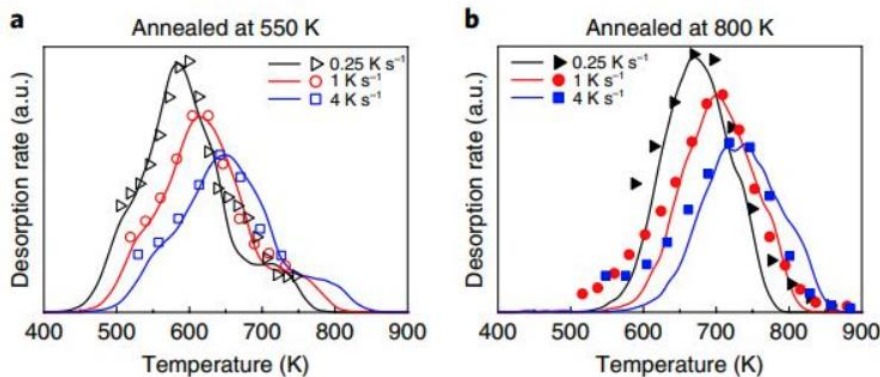 a
Annealed at 550 K
0.25 K s⁻¹
1 K s⁻¹
4 K s⁻¹
Desorption rate (a.u.)
400 500 600 700 800 900
Temperature (K)
b
Annealed at 800 K
0.25 K s⁻¹
1 K s⁻¹
4 K s⁻¹
Desorption rate (a.u.)
400 500 600 700 800 900
Temperature (K)